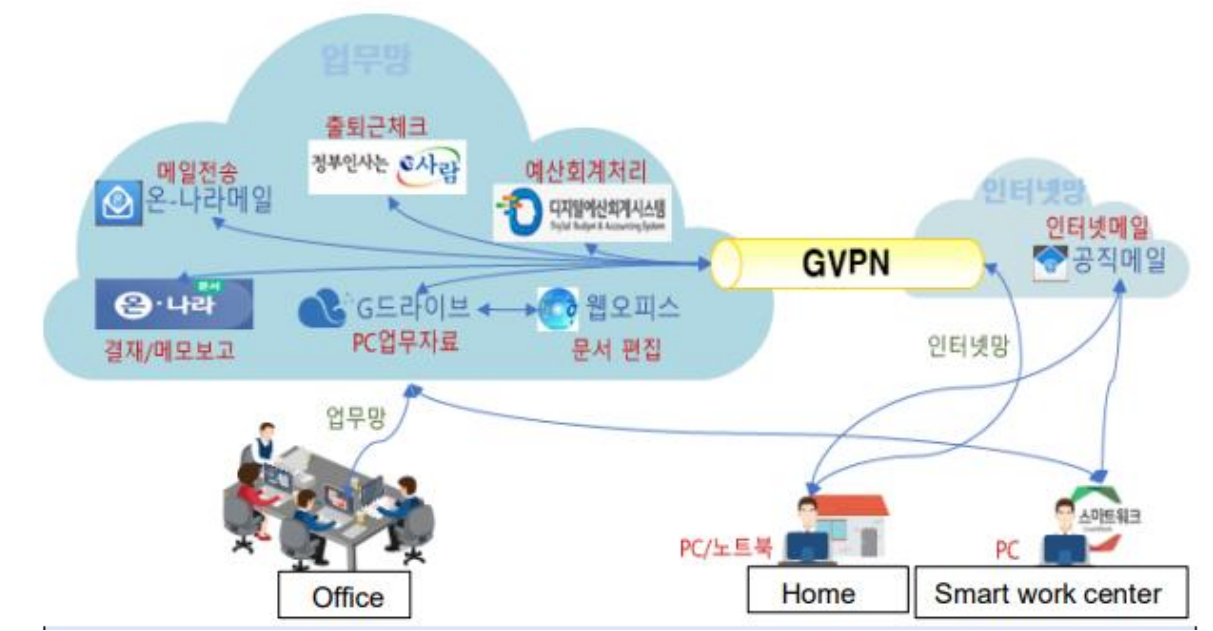 업무망
출퇴근체크
정부인사는 e사람
메일전송
온-나라메일
예산회계처리
디지털예산회계시스템
Digital Budget & Accounting System
인터넷망
인터넷메일
공직메일
GVPN
문서
온·나라
결재/메모보고
G드라이브
PC업무자료
웹오피스
문서 편집
인터넷망
업무망
스마트워크
PC/노트북
PC
Office
Home
Smart work center